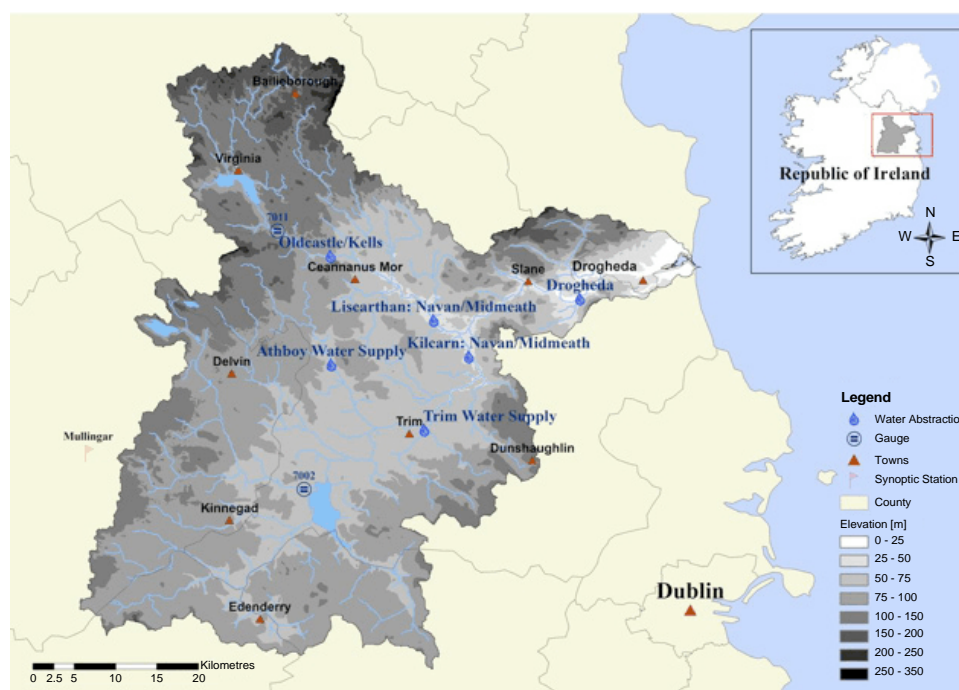 Bailieborough
Virginia
7011
Oldcastle/Kells
Ceannanus Mor
Slane
Drogheda
Drogheda
Liscarthan: Navan/Midmeath
Kilcarn: Navan/Midmeath
Athboy Water Supply
Delvin
Trim
Trim Water Supply
Mullingar
Dunshaughlin
7002
Kinnegad
Edenderry
Dublin
Kilometres
0 2.5 5 10 15 20
Republic of Ireland
N
W E
S
Legend
Water Abstraction
Gauge
Towns
Synoptic Station
County
Elevation [m]
0 - 25
25 - 50
50 - 75
75 - 100
100 - 150
150 - 200
200 - 250
250 - 350